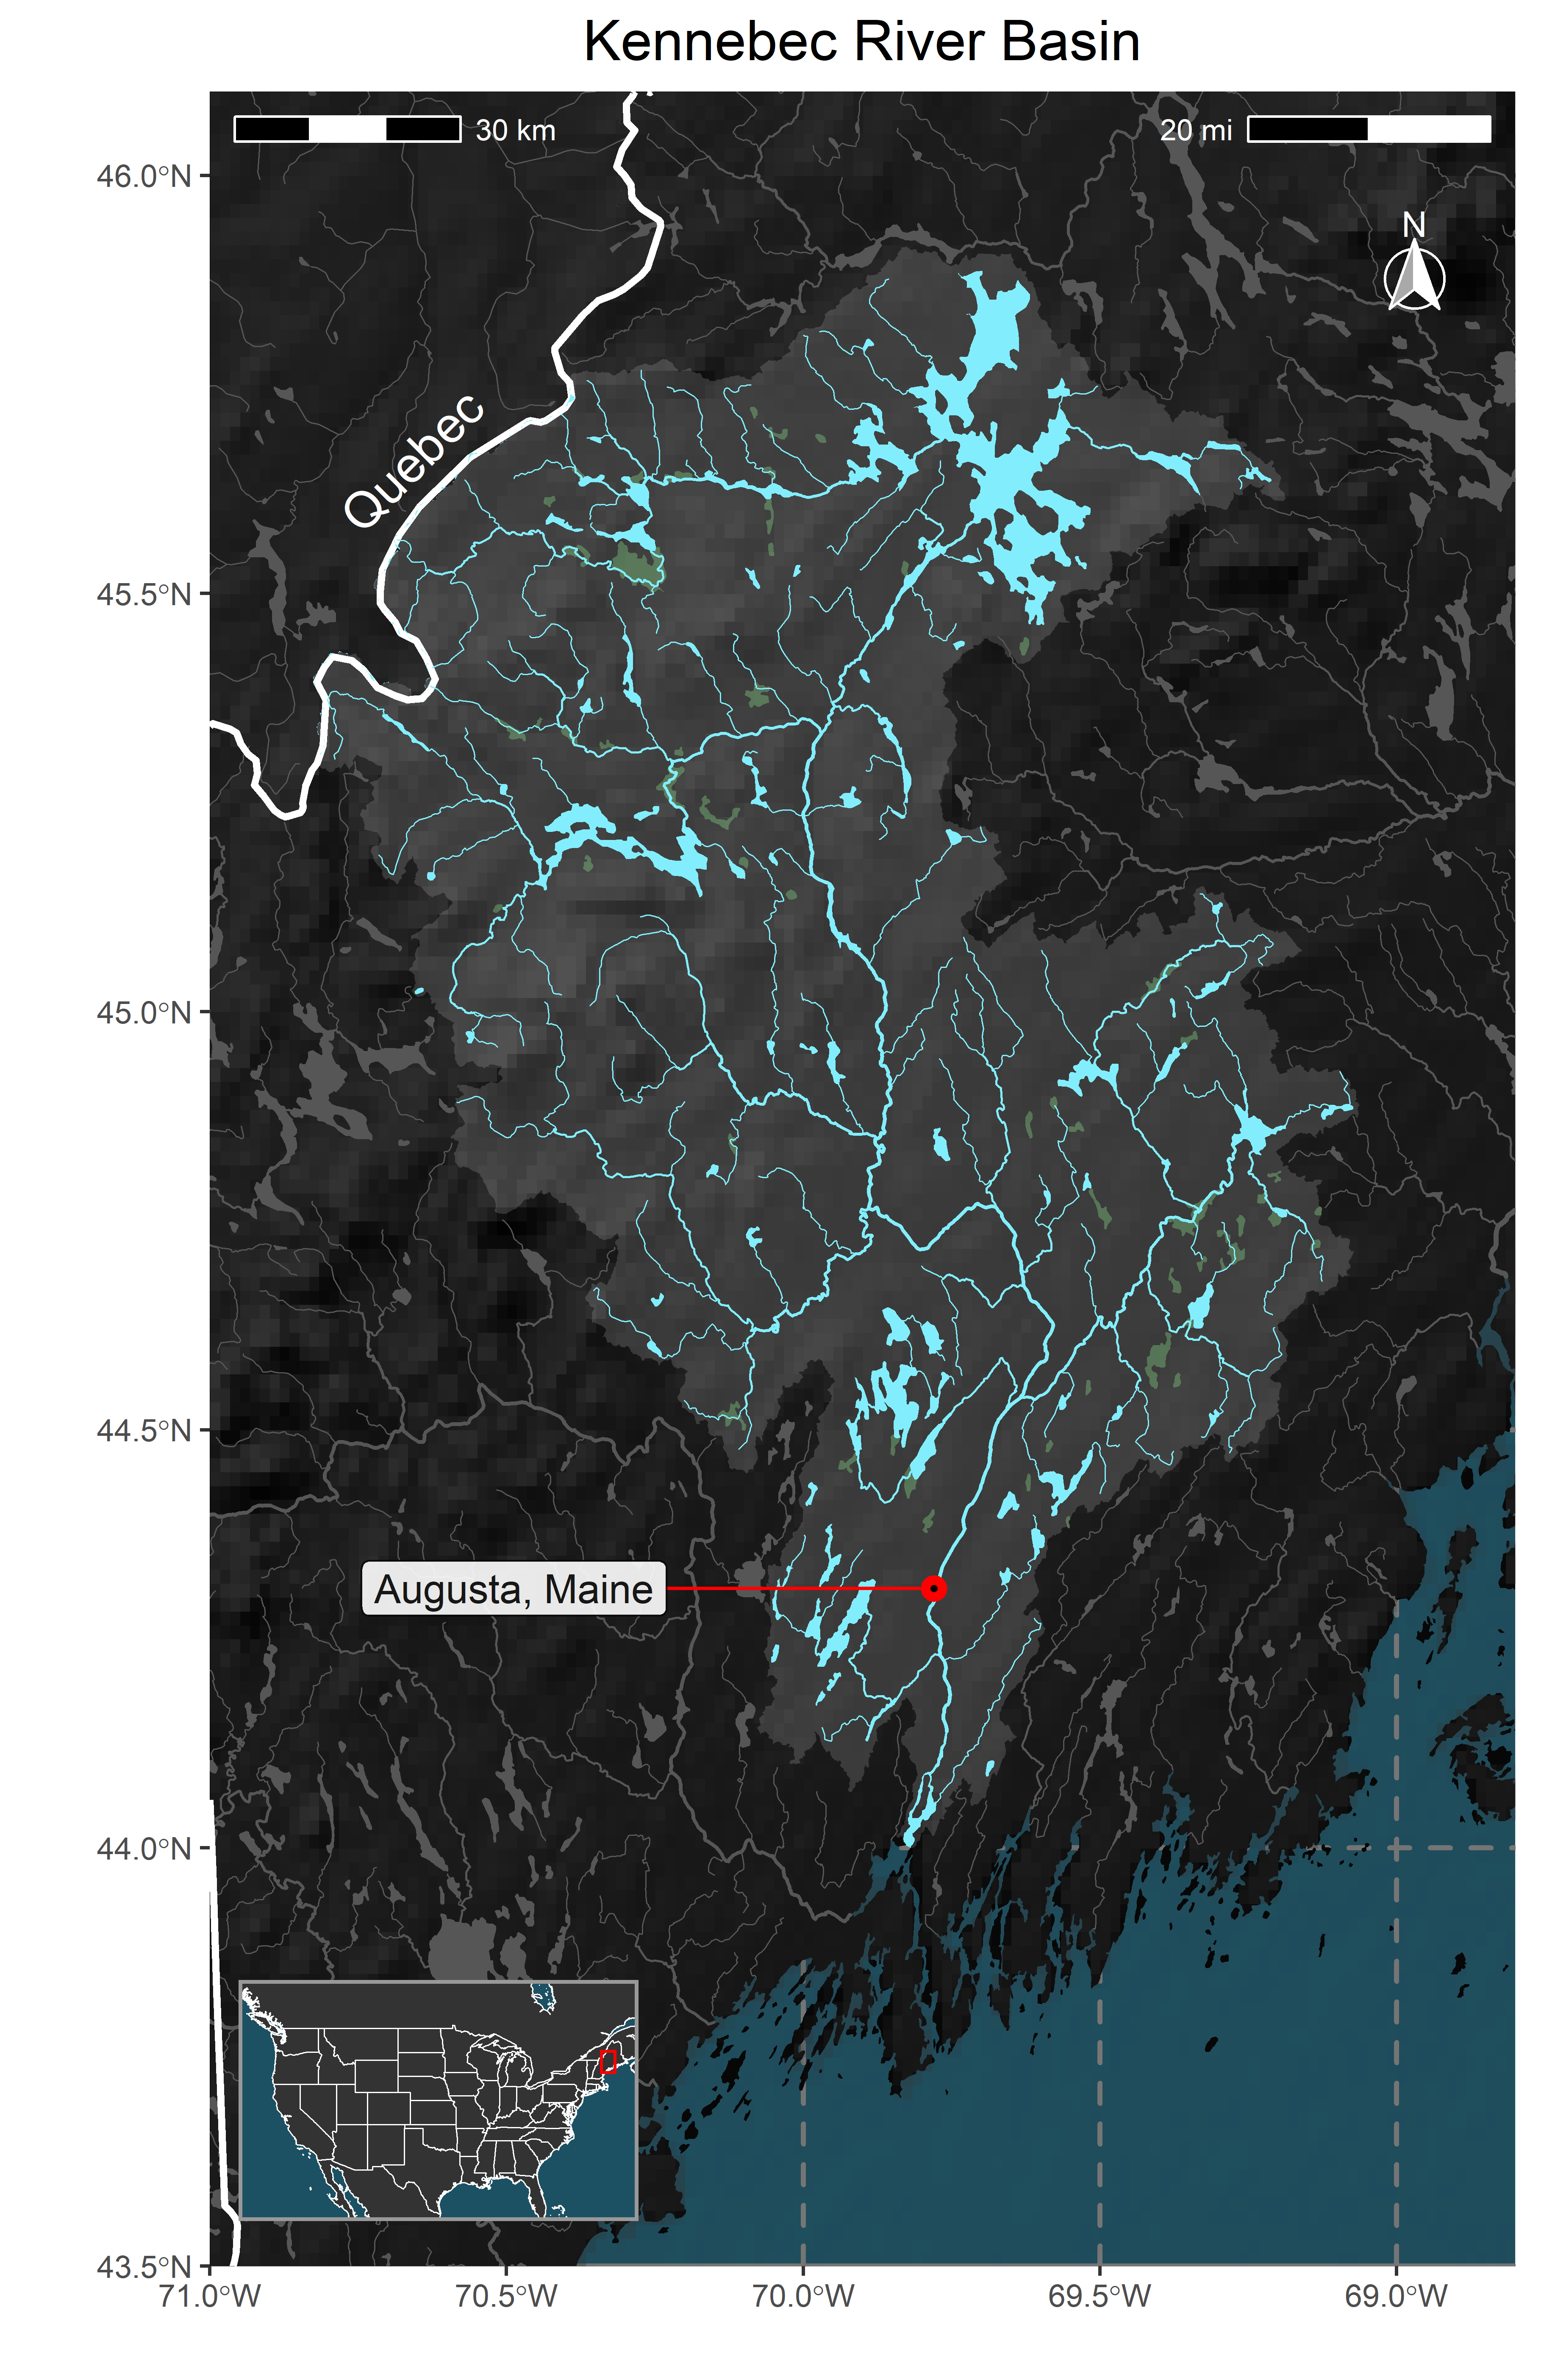 Kennebec River Basin
30 km
20 mi
46.0°N
N
Quebec
45.5°N
45.0°N
44.5°N
Augusta, Maine
44.0°N
43.5°N
71.0°W
70.5°W
70.0°W
69.5°W
69.0°W